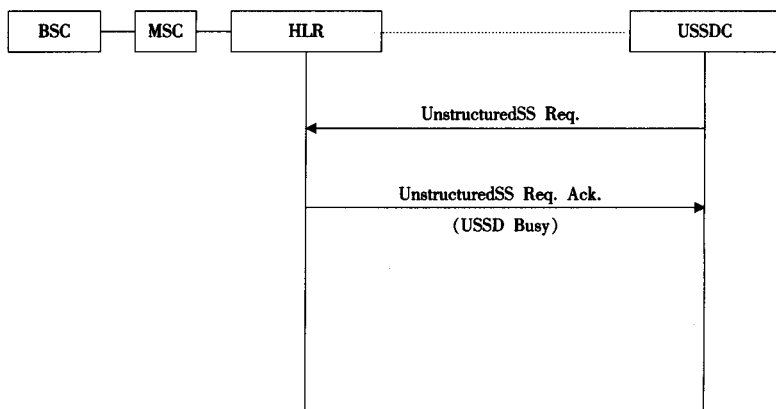 BSC MSC HLR USSDC
UnstructuredSS Req.
UnstructuredSS Req. Ack.
(USSD Busy)